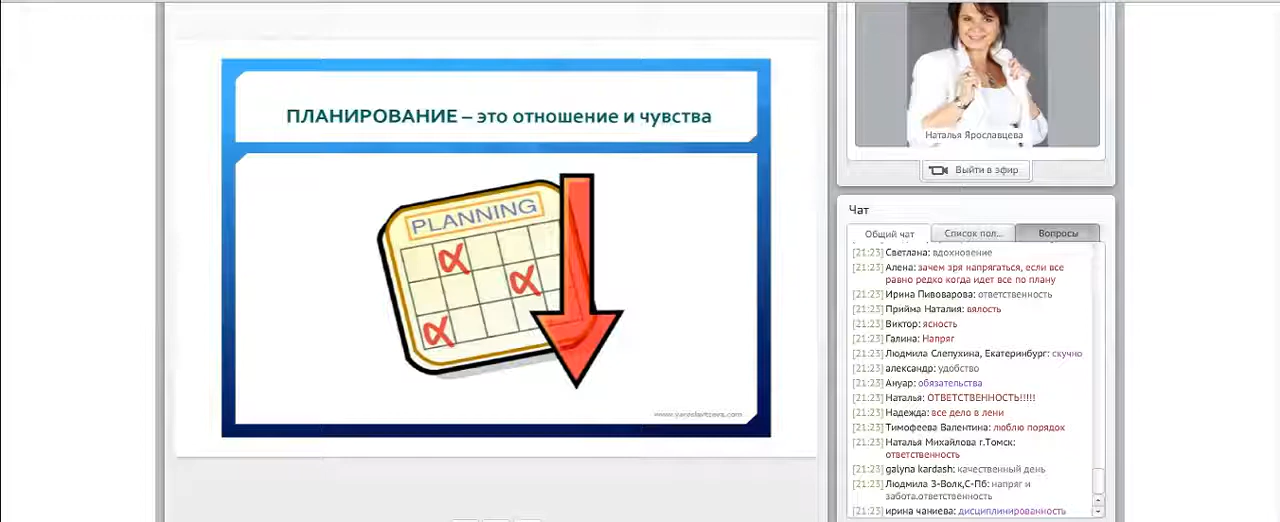 ПЛАНИРОВАНИЕ – это отношение и чувства
PLANNING
www.yaroslavtzeva.com
Наталья Ярославцева
Выйти в эфир
Чат
Общий чат
Список пол...
Вопросы
[21:23] Светлана: вдохновение
[21:23] Алена: зачем зря напрягаться, если все
равно редко когда идет все по плану
[21:23] Ирина Пивоварова: ответственность
[21:23] Прийма Наталия: вялость
[21:23] Виктор: ясность
[21:23] Галина: Напряг
[21:23] Людмила Слепухина, Екатеринбург: скучно
[21:23] александр: удобство
[21:23] Ануар: обязательства
[21:23] Наталья: ОТВЕТСТВЕННОСТЬ!!!!!
[21:23] Надежда: все дело в лени
[21:23] Тимофеева Валентина: люблю порядок
[21:23] Наталья Михайлова г.Томск:
ответственность
[21:23] galyna kardash: качественный день
[21:23] Людмила З-Волк,С-Пб: напряг и
забота.ответственность
[21:23] ирина чаниева: дисциплинированность